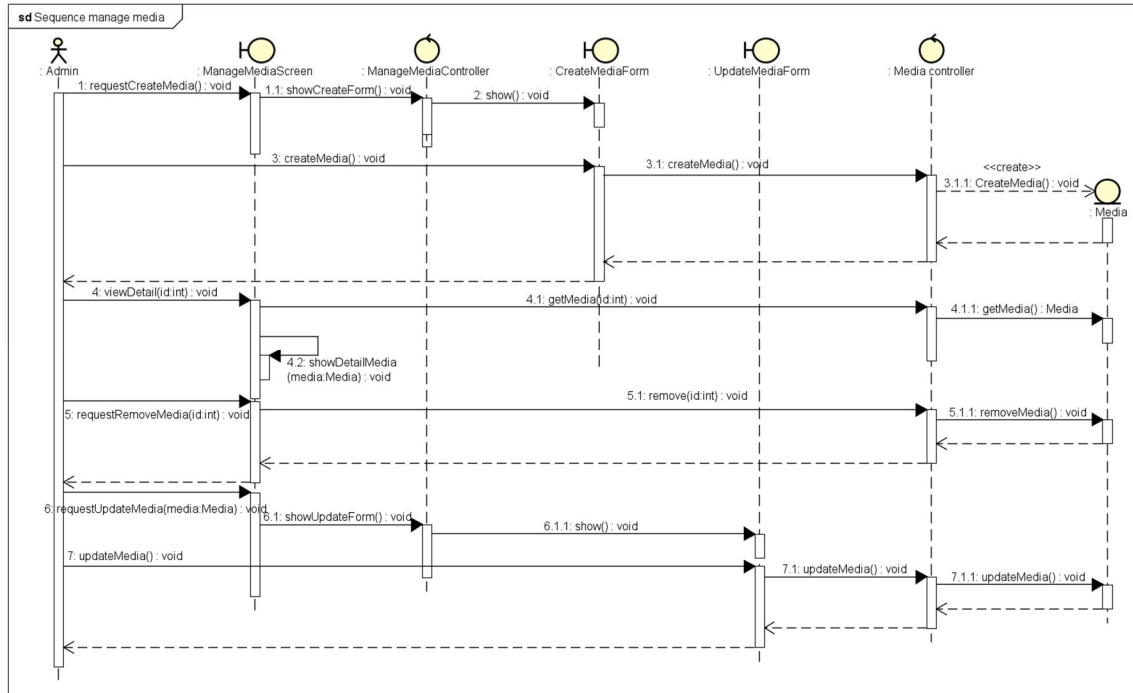 sd Sequence manage media
: Admin
: ManageMediaScreen
: ManageMediaController
: CreateMediaForm
: UpdateMediaForm
: Media controller
1: requestCreateMedia() : void
1.1: showCreateForm() : void
2: show() : void
3: createMedia() : void
3.1: createMedia() : void
<<create>>
3.1.1: CreateMedia() : void
: Media
4: viewDetail(id:int) : void
4.1: getMedia(id:int) : void
4.1.1: getMedia() : Media
4.2: showDetailMedia
(media:Media) : void
5: requestRemoveMedia(id:int) : void
5.1: remove(id:int) : void
5.1.1: removeMedia() : void
6: requestUpdateMedia(media:Media) : void
6.1: showUpdateForm() : void
6.1.1: show() : void
7: updateMedia() : void
7.1: updateMedia() : void
7.1.1: updateMedia() : void